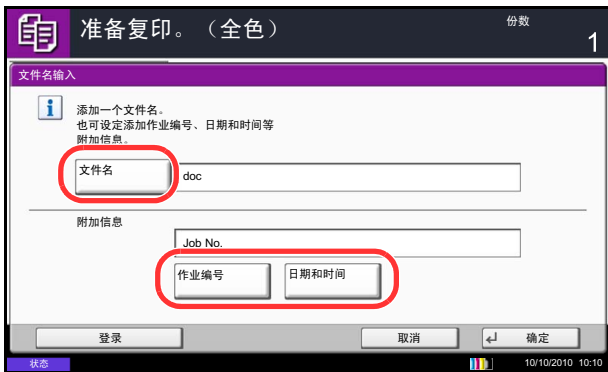 准备复印。（全色）
份数
1
文件名输入
添加一个文件名。
也可设定添加作业编号、日期和时间等
附加信息。
文件名
doc
附加信息
Job No.
作业编号 日期和时间
登录 取消 确定
状态 10/10/2010 10:10